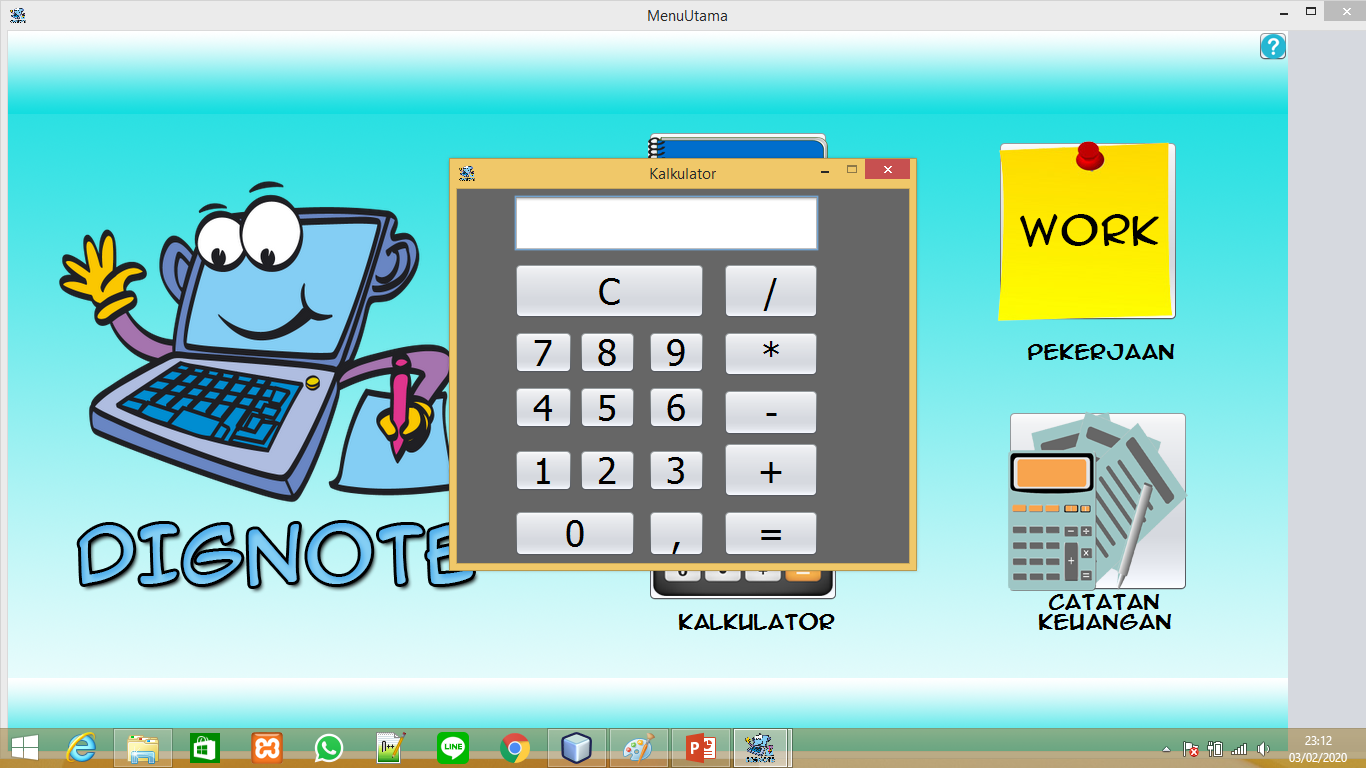 MenuUtama
?
Kalkulator
C /
7 8 9 *
4 5 6 -
1 2 3 +
0 , =
WORK
PEKERJAAN
DIGNOTE
KALKULATOR
CATATAN
KEUANGAN
23:12
03/02/2020